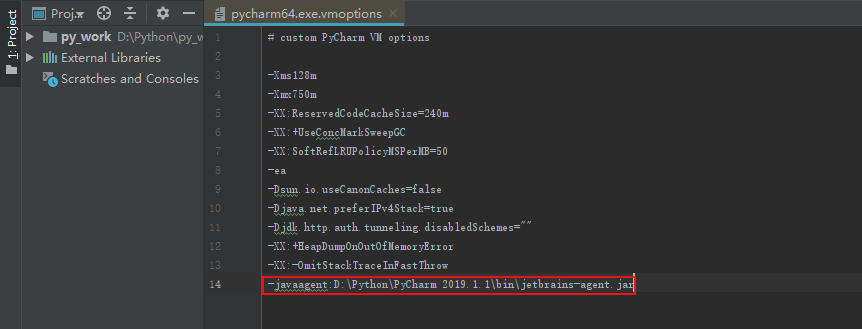 1: Project
Proj..
py_work D:\Python\py_w
External Libraries
Scratches and Consoles
pycharm64.exe.vmoptions
1 # custom PyCharm VM options
2
3 -Xms128m
4 -Xmx750m
5 -XX:ReservedCodeCacheSize=240m
6 -XX:+UseConcMarkSweepGC
7 -XX:SoftRefLRUPolicyMSPerMB=50
8 -ea
9 -Dsun.io.useCanonCaches=false
10 -Djava.net.preferIPv4Stack=true
11 -Djdk.http.auth.tunneling.disabledSchemes=""
12 -XX:+HeapDumpOnOutOfMemoryError
13 -XX:-OmitStackTraceInFastThrow
14 -javaagent:D:\Python\PyCharm 2019.1.1\bin\jetbrains-agent.jar